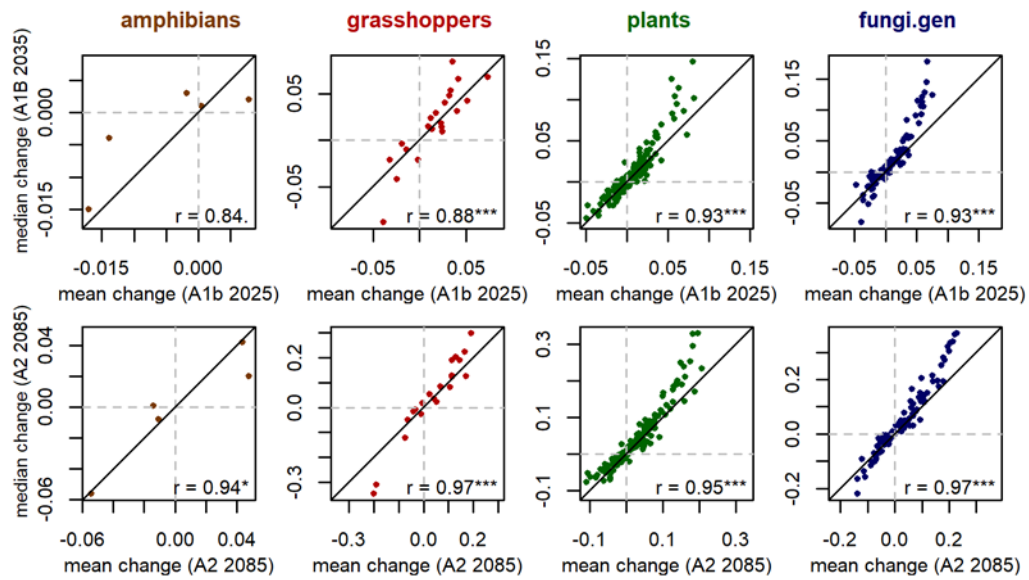 amphibians grasshoppers plants fungi.gen
median change (A1B 2035)
-0.015 0.000
r = 0.84.
-0.015 0.000
mean change (A1b 2025)
-0.05 0.05
r = 0.88***
-0.05 0.05
mean change (A1b 2025)
-0.05 0.05 0.15
r = 0.93***
-0.05 0.05 0.15
mean change (A1b 2025)
-0.05 0.05 0.15
r = 0.93***
-0.05 0.05 0.15
mean change (A1b 2025)
median change (A2 2085)
-0.06 0.00 0.04
r = 0.94*
-0.06 0.00 0.04
mean change (A2 2085)
-0.3 0.0 0.2
r = 0.97***
-0.3 0.0 0.2
mean change (A2 2085)
-0.1 0.1 0.3
r = 0.95***
-0.1 0.1 0.3
mean change (A2 2085)
-0.2 0.0 0.2
r = 0.97***
-0.2 0.0 0.2
mean change (A2 2085)